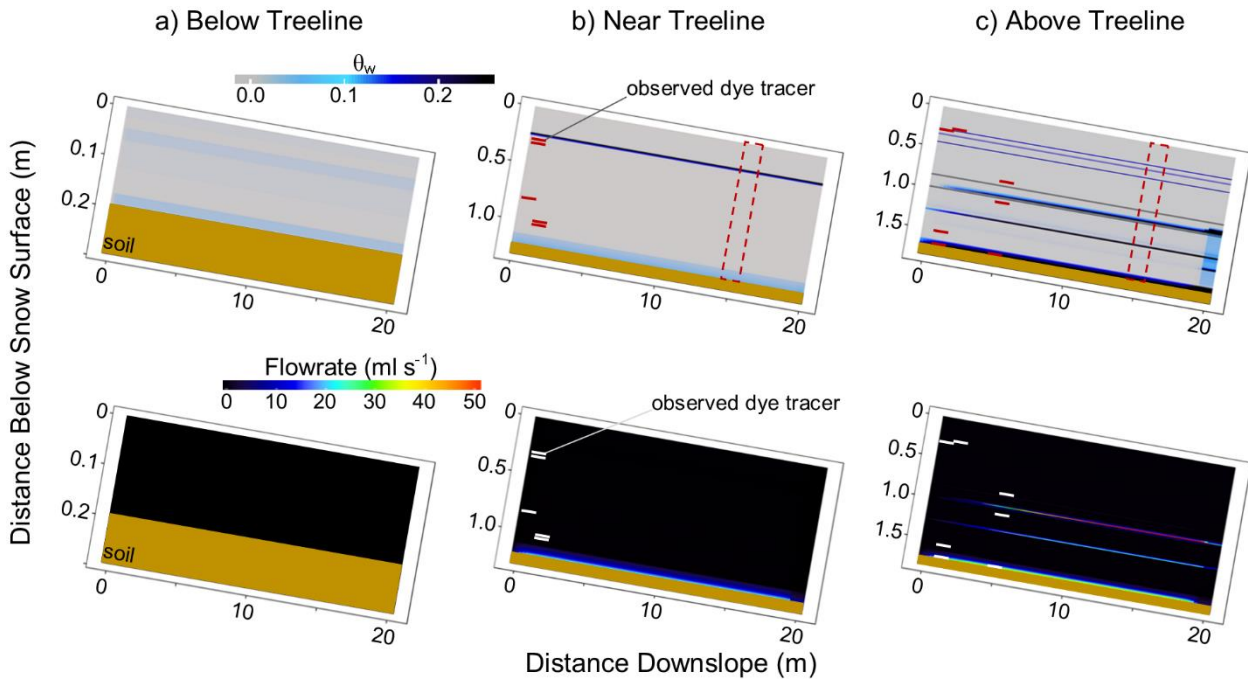 a) Below Treeline
b) Near Treeline
c) Above Treeline
θw
0.0 0.1 0.2
observed dye tracer
Distance Below Snow Surface (m)
0
0.1
0.2
soil
0
10
20
0
0.5
1.0
0
10
20
0
0.5
1.0
1.5
0
10
20
Flowrate (ml s⁻¹)
0 10 20 30 40 50
observed dye tracer
0
0.1
0.2
soil
0
10
20
0
0.5
1.0
0
10
20
0
0.5
1.0
1.5
0
10
20
Distance Downslope (m)